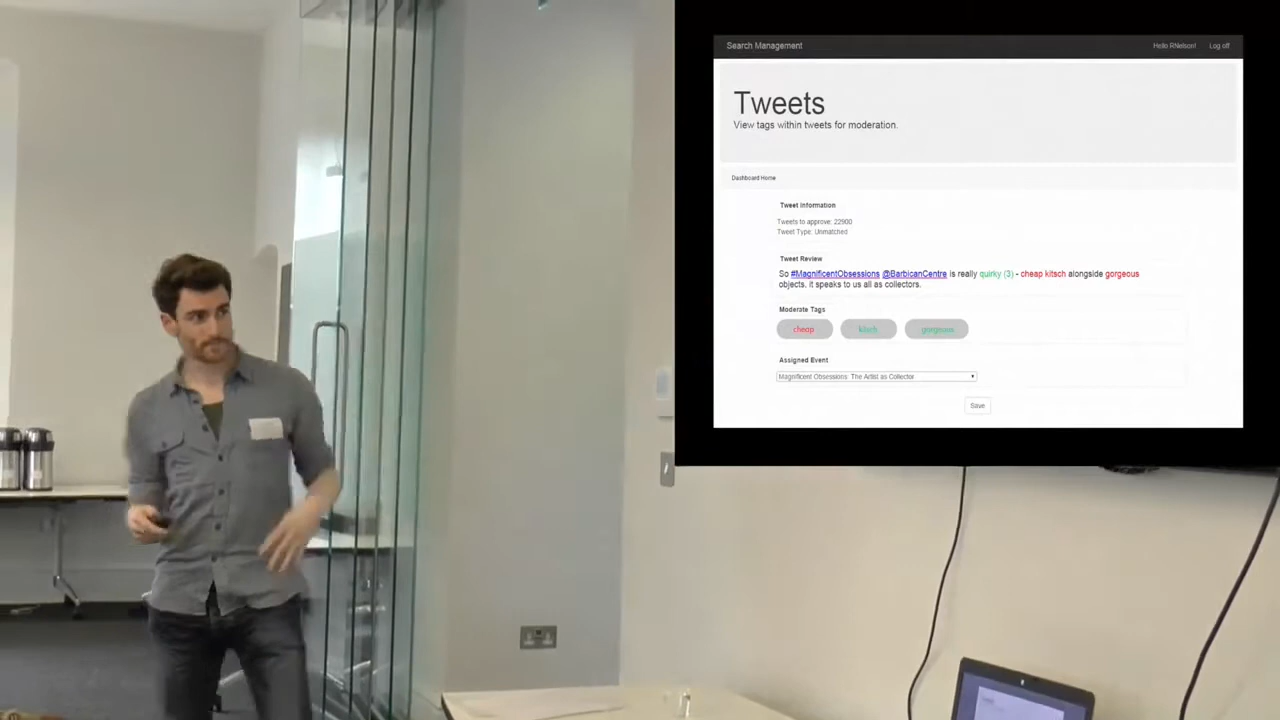 Search Management
Hello RNelson!
Log off
Tweets
View tags within tweets for moderation.
Dashboard Home
Tweet Information
Tweets to approve: 22900
Tweet Type: Unmatched
Tweet Review
So #MagnificentObsessions @BarbicanCentre is really quirky (3) - cheap kitsch alongside gorgeous
objects, it speaks to us all as collectors.
Moderate Tags
cheap kitsch gorgeous
Assigned Event
Magnificent Obsessions: The Artist as Collector
Save